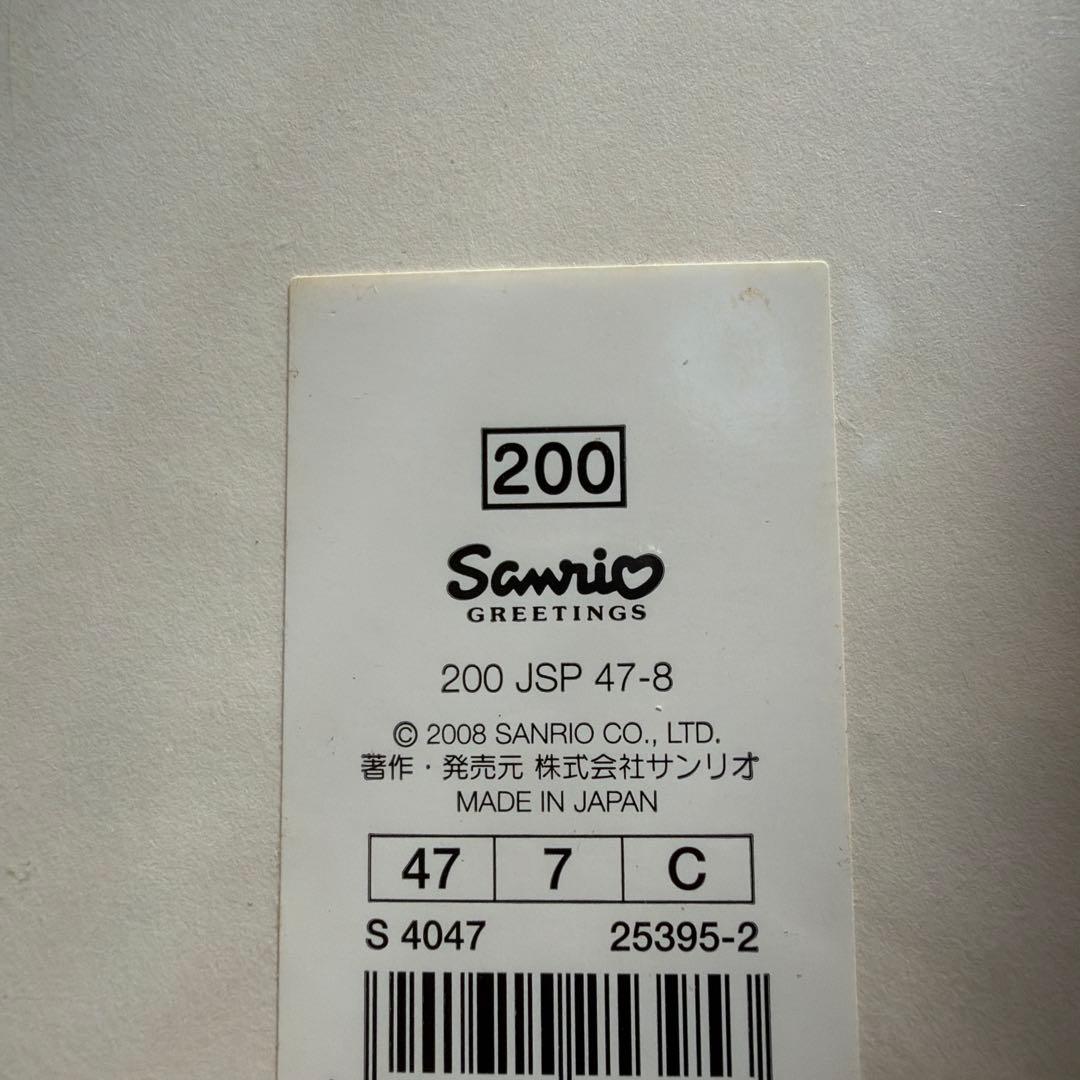 200
Sanrio
GREETINGS
200 JSP 47-8
© 2008 SANRIO CO., LTD.
著作・発売元 株式会社サンリオ
MADE IN JAPAN
47 7 C
S 4047 25395-2